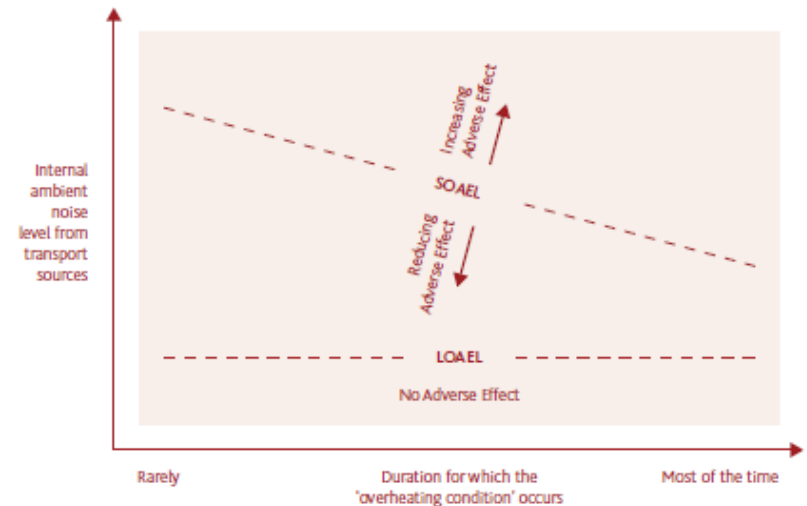 Increasing
Adverse Effect
Internal
ambient
noise
level from
transport
sources
SOAEL
Reducing
Adverse Effect
LOAEL
No Adverse Effect
Rarely
Duration for which the
'overheating condition' occurs
Most of the time